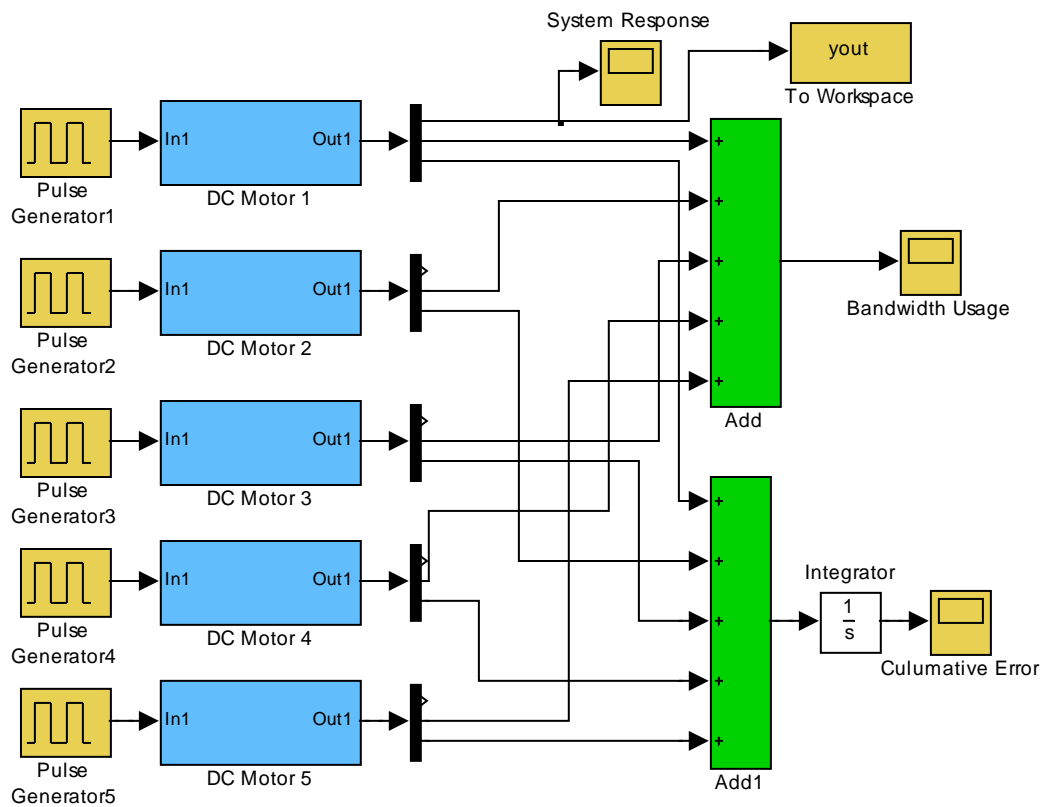 System Response
yout
To Workspace
In1 Out1
DC Motor 1
Pulse
Generator1
+
+
+
+
+
Add
Bandwidth Usage
In1 Out1
DC Motor 2
Pulse
Generator2
In1 Out1
DC Motor 3
Pulse
Generator3
In1 Out1
DC Motor 4
Pulse
Generator4
In1 Out1
DC Motor 5
Pulse
Generator5
+
+
+
+
+
Add1
Integrator
1
s
Culumative Error